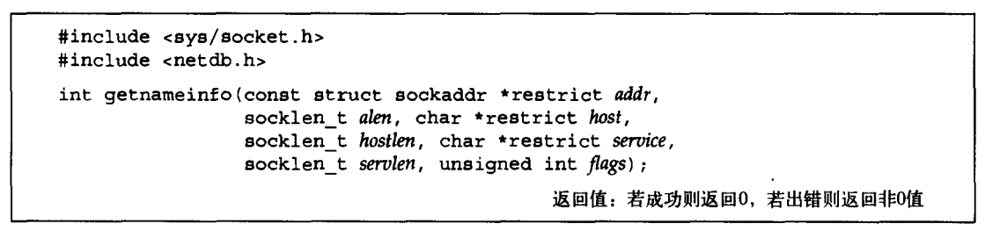 #include <sys/socket.h>
#include <netdb.h>
int getnameinfo(const struct sockaddr *restrict addr,
socklen_t alen, char *restrict host,
socklen_t hostlen, char *restrict service,
socklen_t servlen, unsigned int flags);
返回值：若成功则返回0，若出错则返回非0值